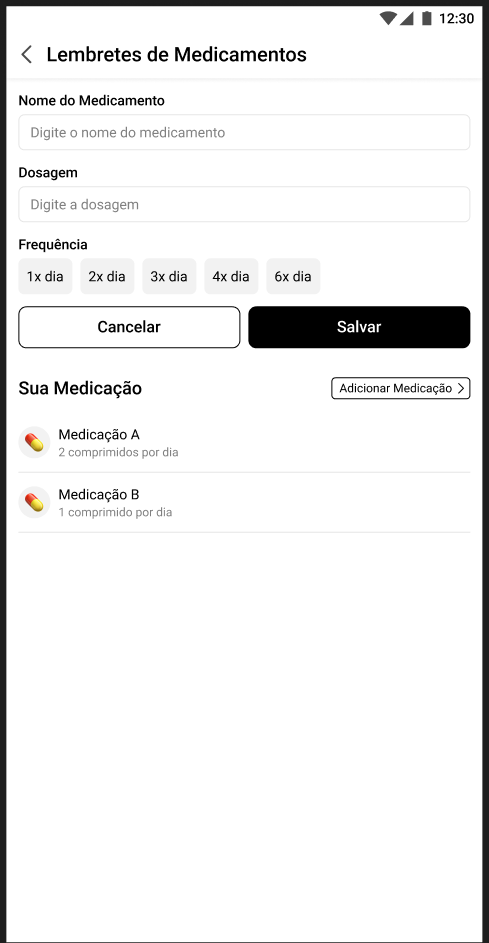 12:30
Lembretes de Medicamentos
Nome do Medicamento
Digite o nome do medicamento
Dosagem
Digite a dosagem
Frequência
1x dia 2x dia 3x dia 4x dia 6x dia
Cancelar Salvar
Sua Medicação Adicionar Medicação
Medicação A
2 comprimidos por dia
Medicação B
1 comprimido por dia